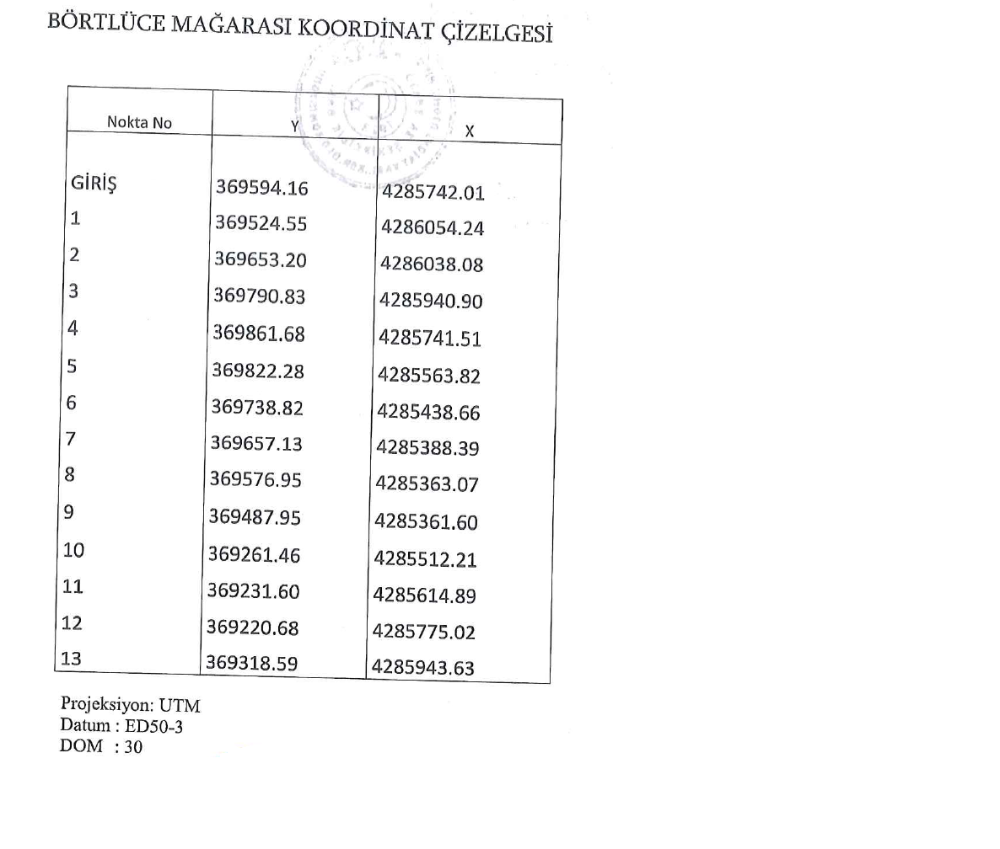 BÖRTLÜCE MAĞARASI KOORDİNAT ÇİZELGESİ
Nokta No Y X
GİRİŞ 369594.16 4285742.01
1 369524.55 4286054.24
2 369653.20 4286038.08
3 369790.83 4285940.90
4 369861.68 4285741.51
5 369822.28 4285563.82
6 369738.82 4285438.66
7 369657.13 4285388.39
8 369576.95 4285363.07
9 369487.95 4285361.60
10 369261.46 4285512.21
11 369231.60 4285614.89
12 369220.68 4285775.02
13 369318.59 4285943.63
Projeksiyon: UTM
Datum : ED50-3
DOM : 30